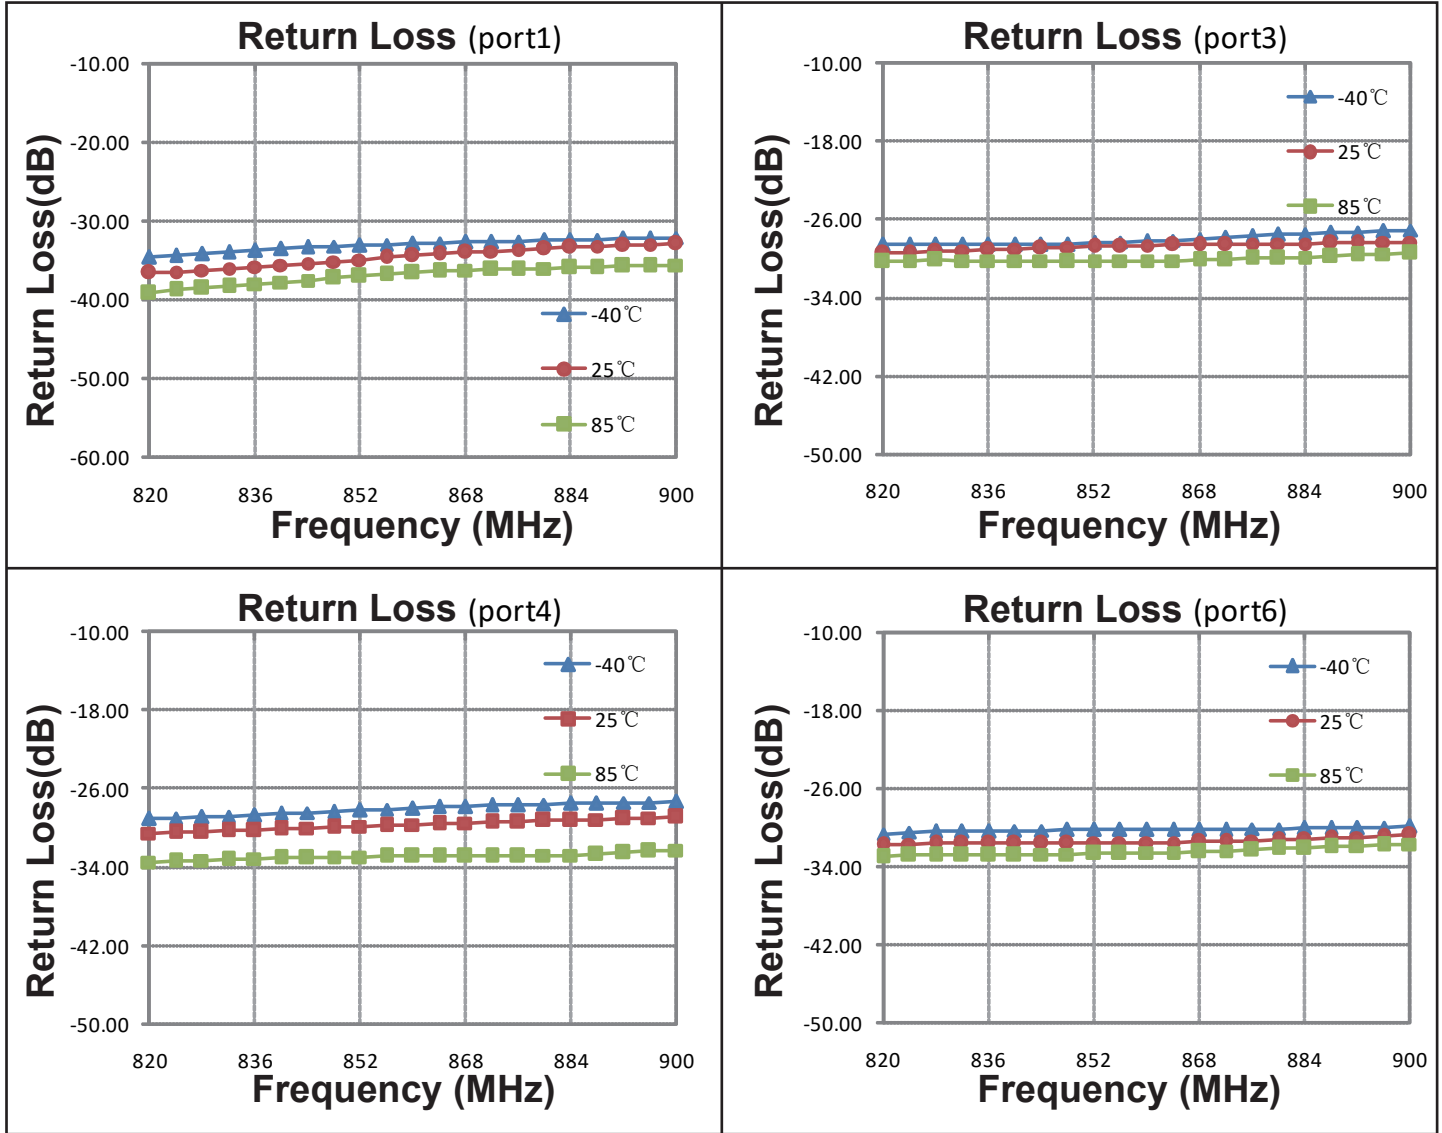 Return Loss (port1)
Return Loss(dB)
-10.00
-20.00
-30.00
-40.00
-50.00
-60.00
-40℃
25℃
85℃
820 836 852 868 884 900
Frequency (MHz)
Return Loss (port3)
Return Loss(dB)
-10.00
-18.00
-26.00
-34.00
-42.00
-50.00
-40℃
25℃
85℃
820 836 852 868 884 900
Frequency (MHz)
Return Loss (port4)
Return Loss(dB)
-10.00
-18.00
-26.00
-34.00
-42.00
-50.00
-40℃
25℃
85℃
820 836 852 868 884 900
Frequency (MHz)
Return Loss (port6)
Return Loss(dB)
-10.00
-18.00
-26.00
-34.00
-42.00
-50.00
-40℃
25℃
85℃
820 836 852 868 884 900
Frequency (MHz)